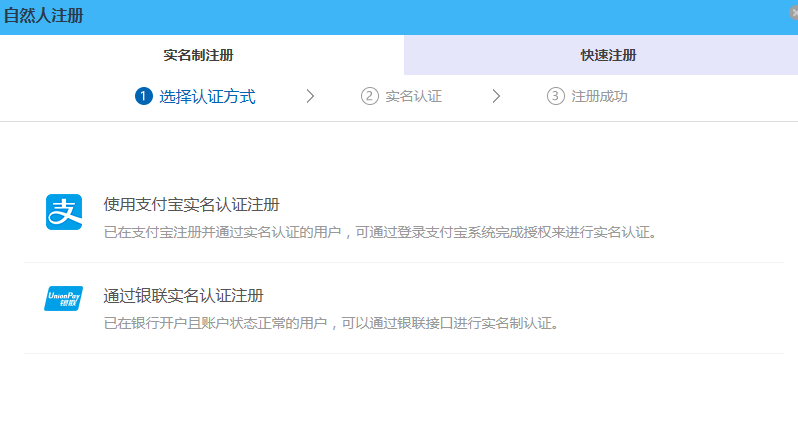 自然人注册
实名制注册 快速注册
1 选择认证方式 > 2 实名认证 > 3 注册成功
支 使用支付宝实名认证注册
已在支付宝注册并通过实名认证的用户，可通过登录支付宝系统完成授权来进行实名认证。
UnionPay 银联 通过银联实名认证注册
已在银行开户且账户状态正常的用户，可以通过银联接口进行实名制认证。